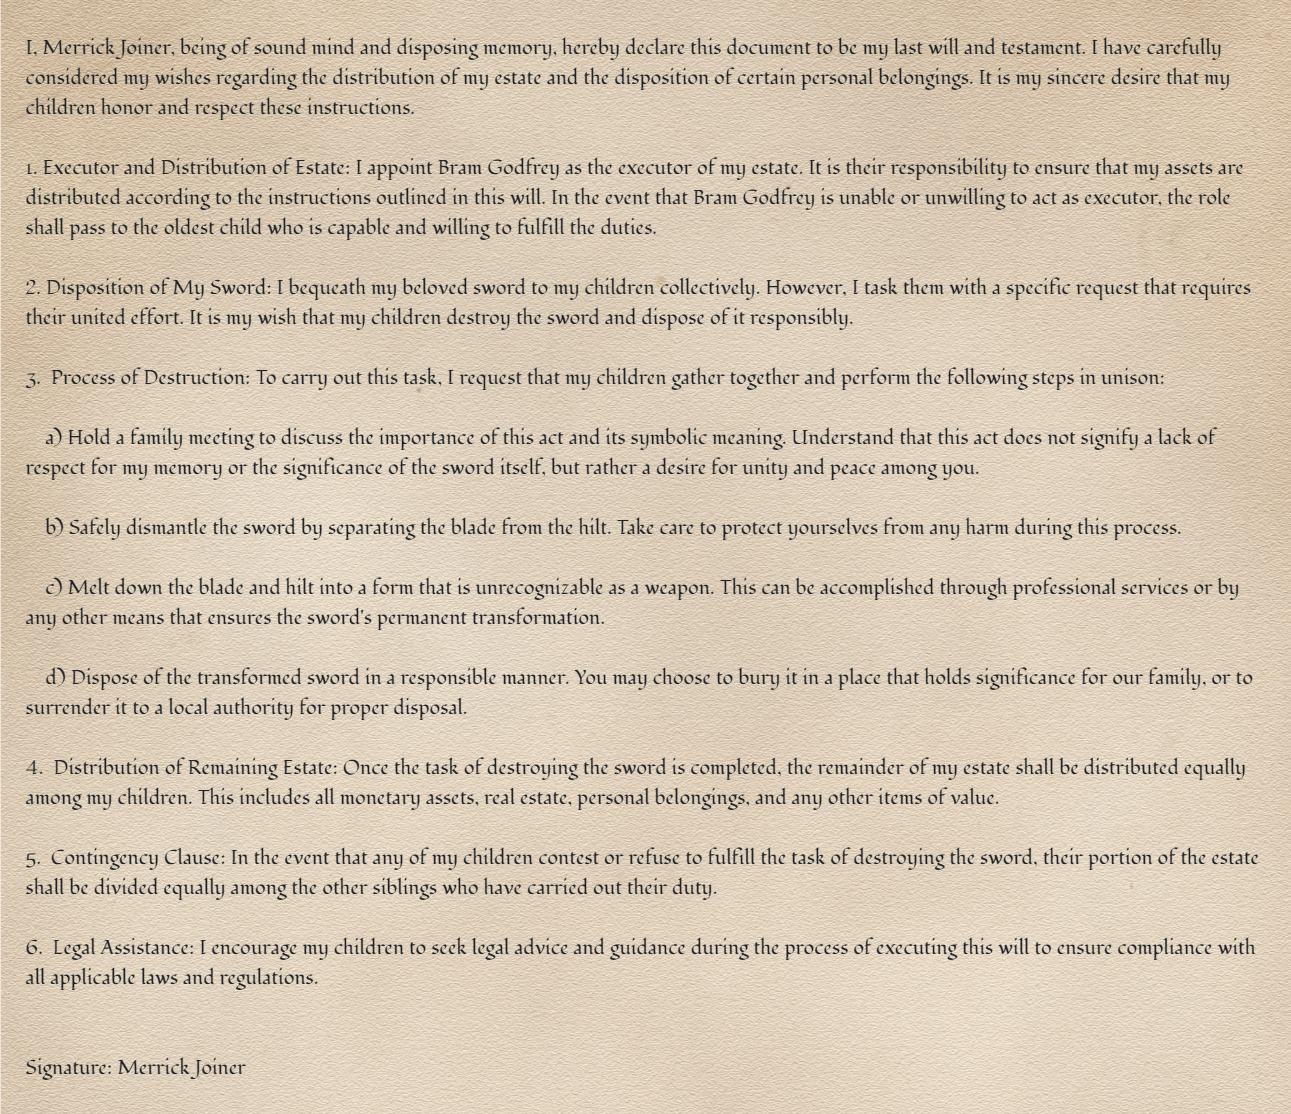 I, Merrick Joiner, being of sound mind and disposing memory, hereby declare this document to be my last will and testament. I have carefully
considered my wishes regarding the distribution of my estate and the disposition of certain personal belongings. It is my sincere desire that my
children honor and respect these instructions.
1. Executor and Distribution of Estate: I appoint Bram Godfrey as the executor of my estate. It is their responsibility to ensure that my assets are
distributed according to the instructions outlined in this will. In the event that Bram Godfrey is unable or unwilling to act as executor, the role
shall pass to the oldest child who is capable and willing to fulfill the duties.
2. Disposition of My Sword: I bequeath my beloved sword to my children collectively. However, I task them with a specific request that requires
their united effort. It is my wish that my children destroy the sword and dispose of it responsibly.
3. Process of Destruction: To carry out this task, I request that my children gather together and perform the following steps in unison:
a) Hold a family meeting to discuss the importance of this act and its symbolic meaning. Understand that this act does not signify a lack of
respect for my memory or the significance of the sword itself, but rather a desire for unity and peace among you.
b) Safely dismantle the sword by separating the blade from the hilt. Take care to protect yourselves from any harm during this process.
c) Melt down the blade and hilt into a form that is unrecognizable as a weapon. This can be accomplished through professional services or by
any other means that ensures the sword's permanent transformation.
d) Dispose of the transformed sword in a responsible manner. You may choose to bury it in a place that holds significance for our family, or to
surrender it to a local authority for proper disposal.
4. Distribution of Remaining Estate: Once the task of destroying the sword is completed, the remainder of my estate shall be distributed equally
among my children. This includes all monetary assets, real estate, personal belongings, and any other items of value.
5. Contingency Clause: In the event that any of my children contest or refuse to fulfill the task of destroying the sword, their portion of the estate
shall be divided equally among the other siblings who have carried out their duty.
6. Legal Assistance: I encourage my children to seek legal advice and guidance during the process of executing this will to ensure compliance with
all applicable laws and regulations.
Signature: Merrick Joiner